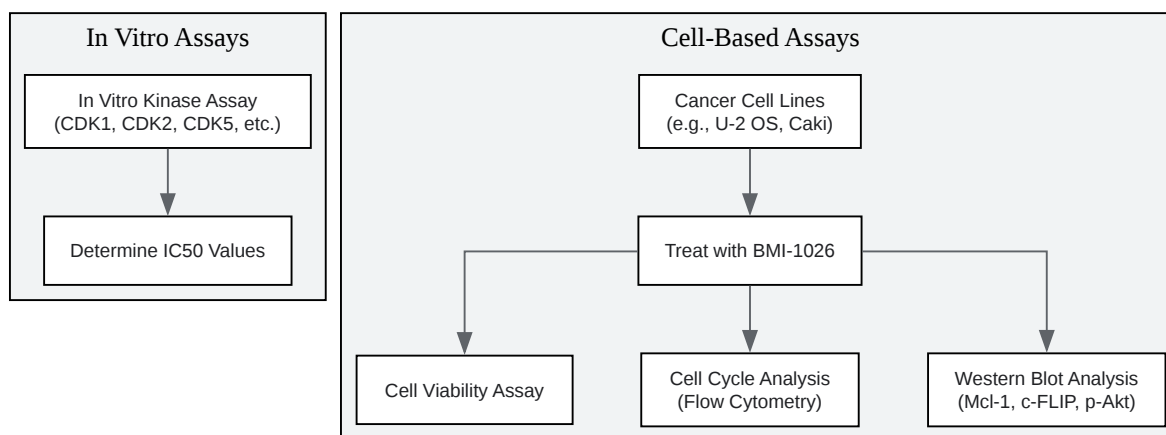 In Vitro Assays
In Vitro Kinase Assay
(CDK1, CDK2, CDK5, etc.)
Determine IC50 Values
Cell-Based Assays
Cancer Cell Lines
(e.g., U-2 OS, Caki)
Treat with BMI-1026
Cell Viability Assay
Cell Cycle Analysis
(Flow Cytometry)
Western Blot Analysis
(Mcl-1, c-FLIP, p-Akt)